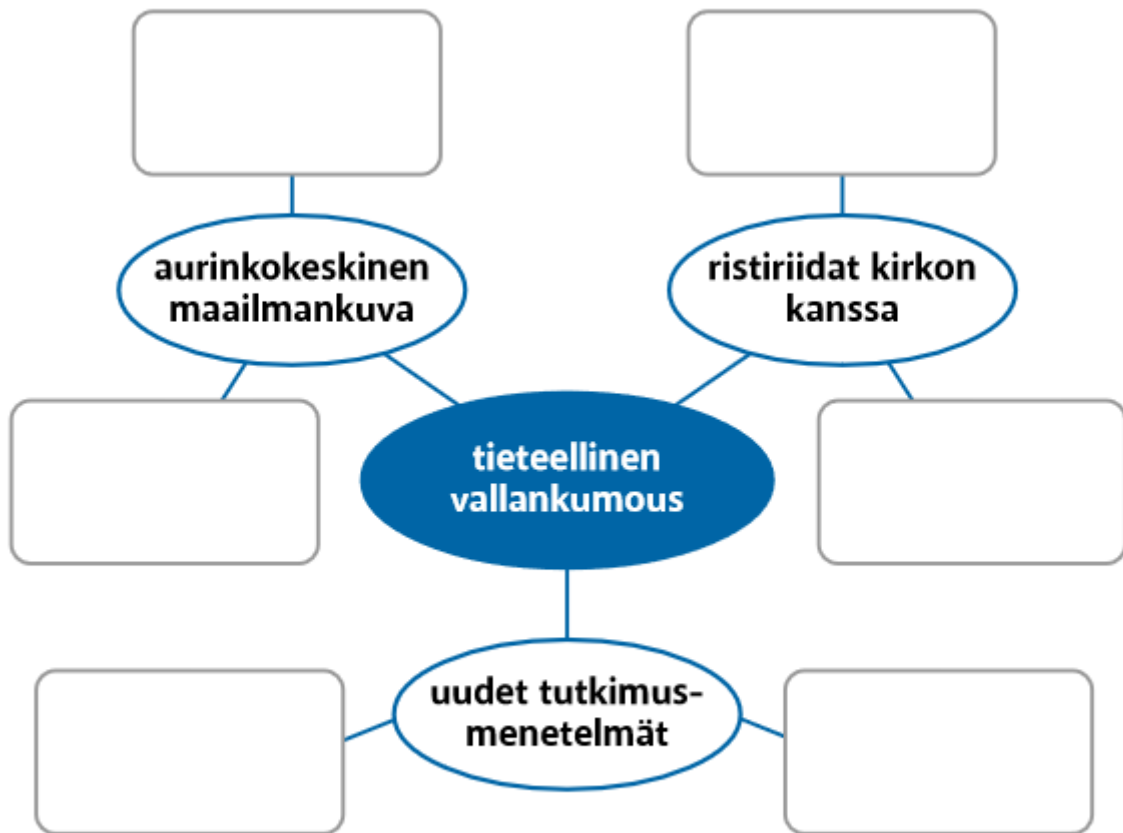 aurinkokeskinen
maailmankuva
ristiriidat kirkon
kanssa
tieteellinen
vallankumous
uudet tutkimus-
menetelmät